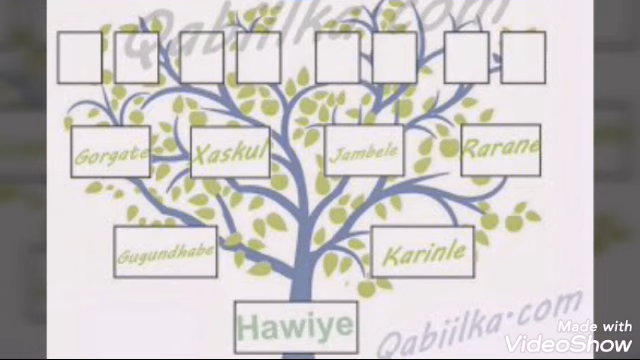 Qabiilka.com
Gorgate Xaskul Jambele Rarane
Gugundhabe Karinle
Hawiye
Qabiilka.com
Made with
VideoShow